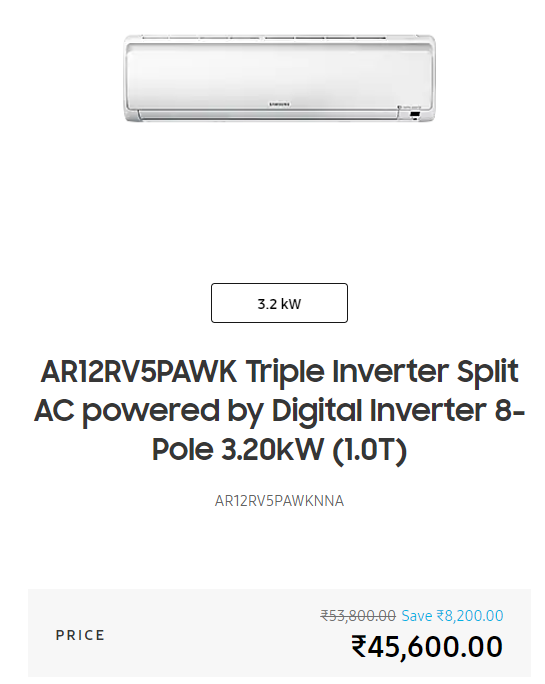 SAMSUNG
3.2 kW
AR12RV5PAWK Triple Inverter Split
AC powered by Digital Inverter 8-
Pole 3.20kW (1.0T)
AR12RV5PAWKNNA
₹53,800.00 Save ₹8,200.00
PRICE
₹45,600.00